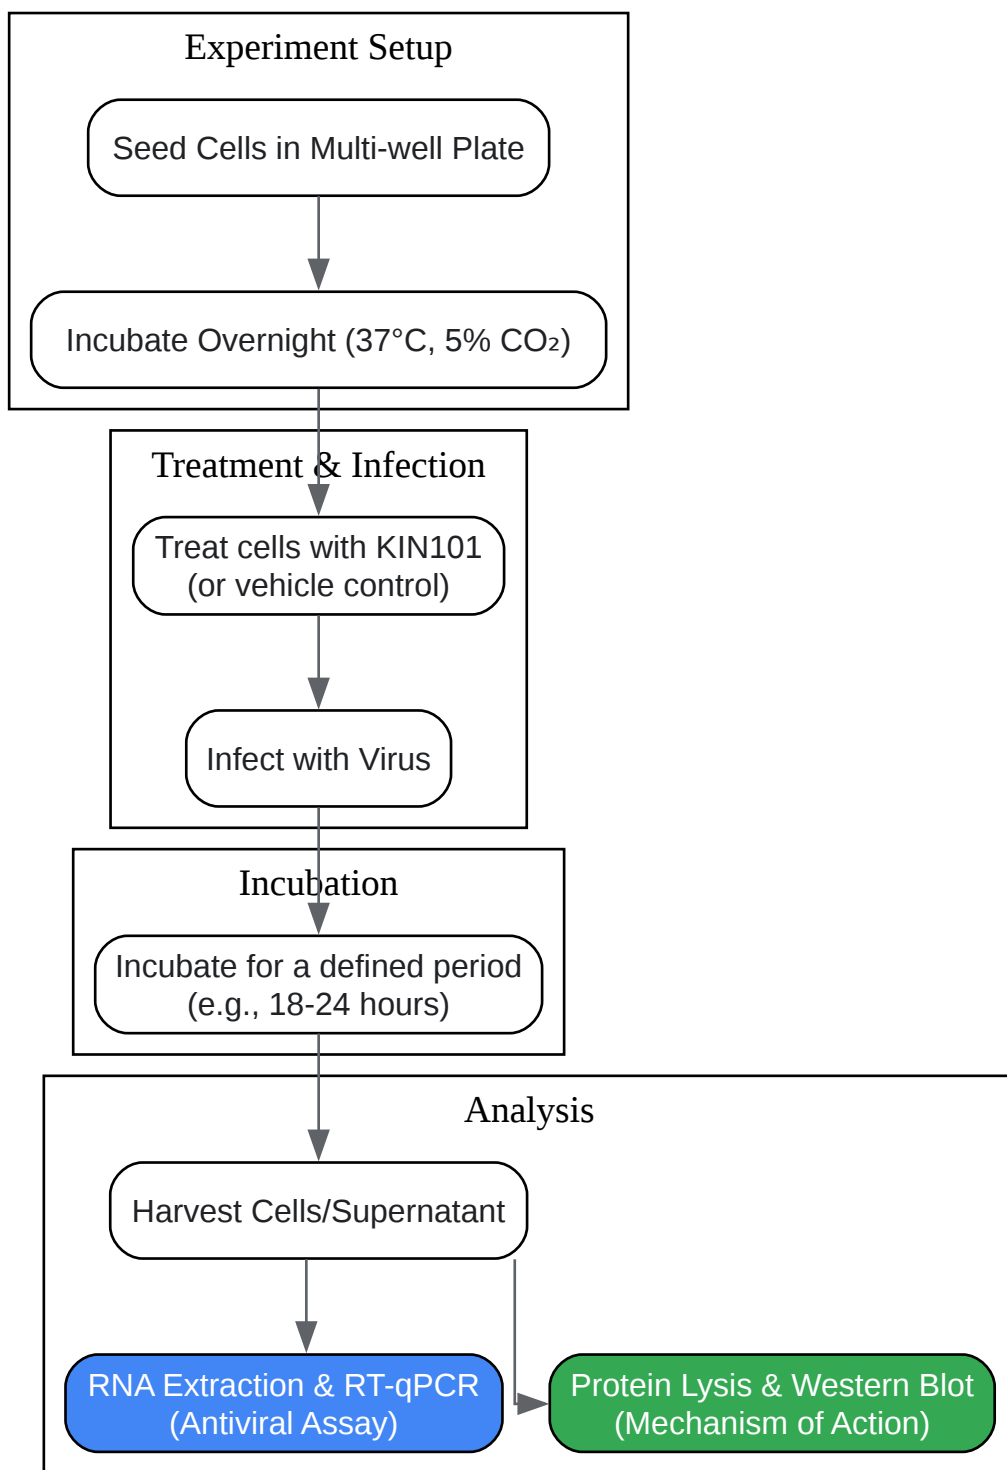 Experiment Setup
Seed Cells in Multi-well Plate
Incubate Overnight (37°C, 5% CO₂)
Treatment & Infection
Treat cells with KIN101
(or vehicle control)
Infect with Virus
Incubation
Incubate for a defined period
(e.g., 18-24 hours)
Analysis
Harvest Cells/Supernatant
RNA Extraction & RT-qPCR
(Antiviral Assay)
Protein Lysis & Western Blot
(Mechanism of Action)